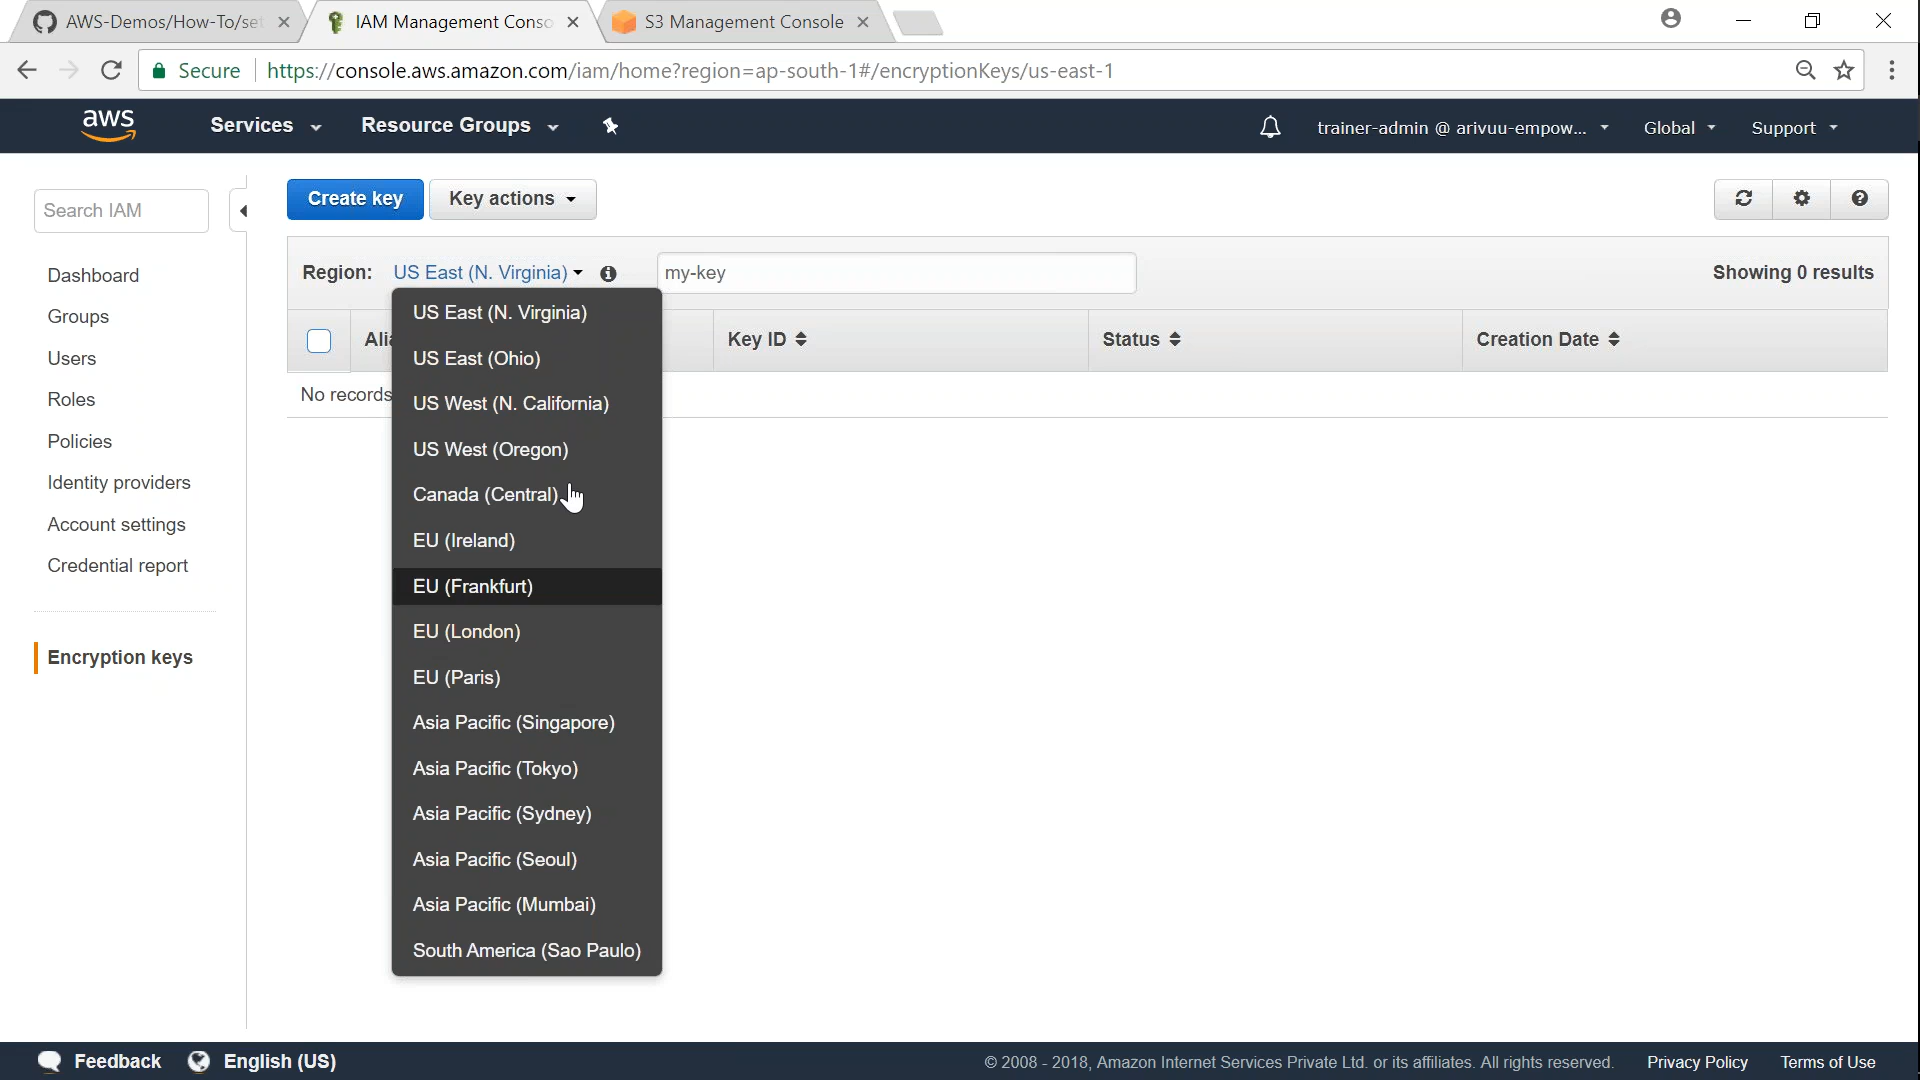 AWS-Demos/How-To/set
IAM Management Conso
S3 Management Console
Secure
https://console.aws.amazon.com/iam/home?region=ap-south-1#/encryptionKeys/us-east-1
aws
Services
Resource Groups
trainer-admin @ arivuu-empow...
Global
Support
Search IAM
Create key
Key actions
Dashboard
Groups
Users
Roles
Policies
Identity providers
Account settings
Credential report
Encryption keys
Region:
US East (N. Virginia)
my-key
Showing 0 results
Key ID
Status
Creation Date
No records
US East (N. Virginia)
US East (Ohio)
US West (N. California)
US West (Oregon)
Canada (Central)
EU (Ireland)
EU (Frankfurt)
EU (London)
EU (Paris)
Asia Pacific (Singapore)
Asia Pacific (Tokyo)
Asia Pacific (Sydney)
Asia Pacific (Seoul)
Asia Pacific (Mumbai)
South America (Sao Paulo)
Feedback
English (US)
© 2008 - 2018, Amazon Internet Services Private Ltd. or its affiliates. All rights reserved.
Privacy Policy
Terms of Use